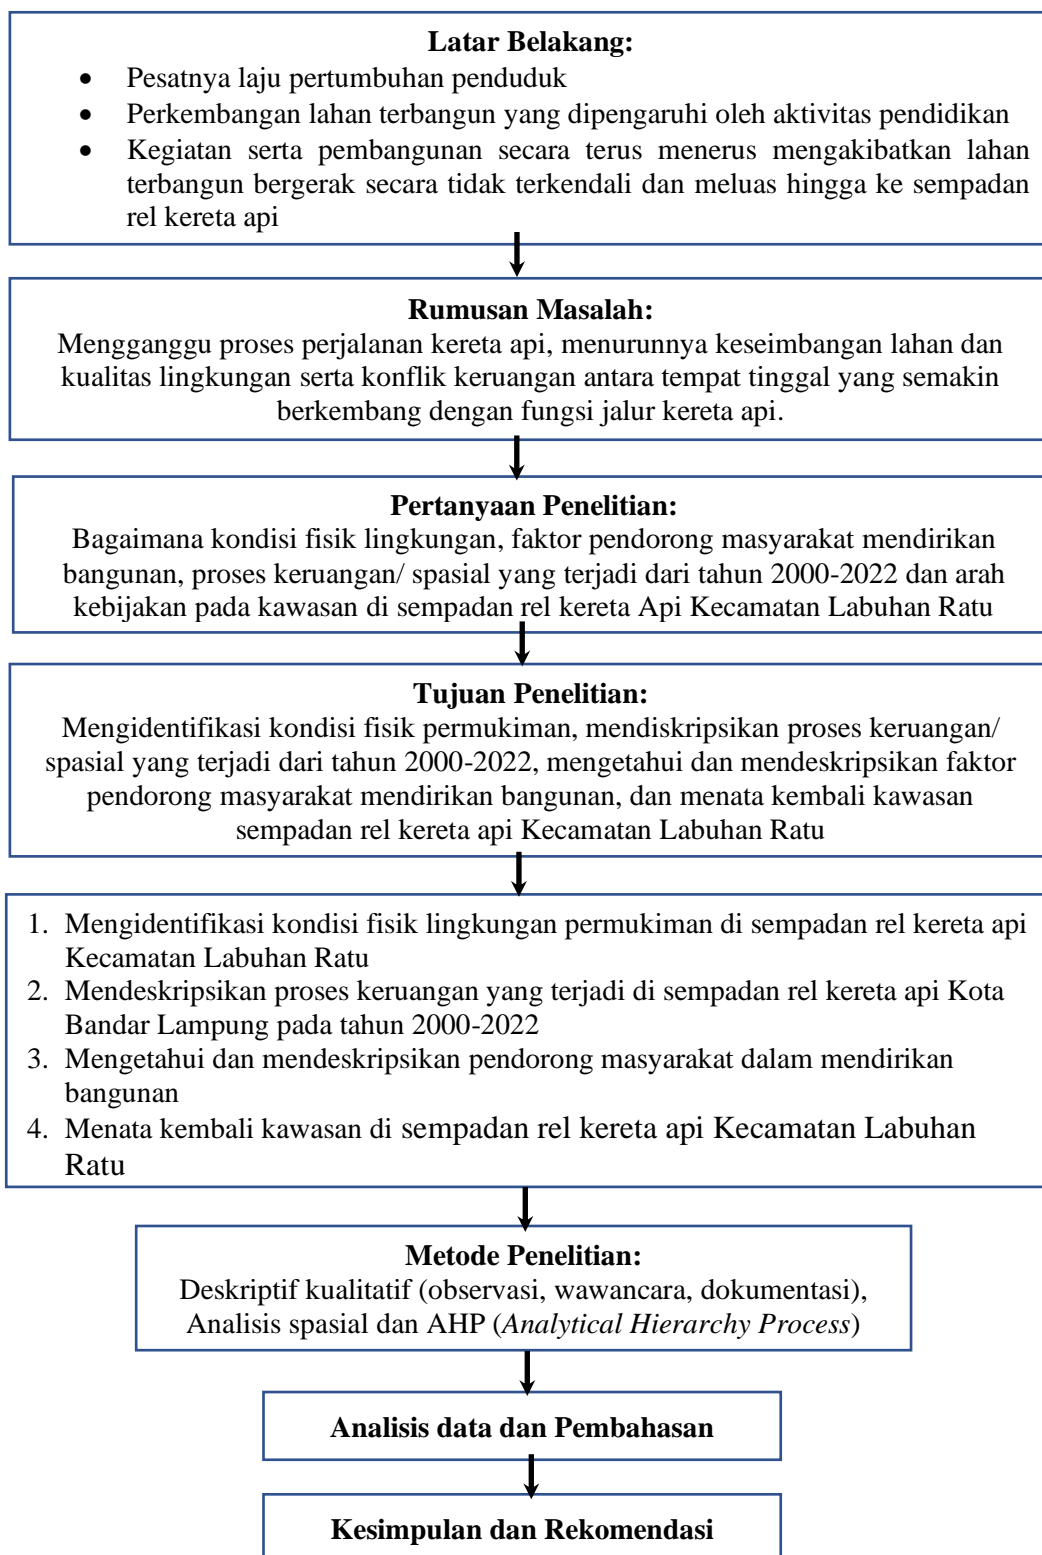 Latar Belakang:
• Pesatnya laju pertumbuhan penduduk
• Perkembangan lahan terbangun yang dipengaruhi oleh aktivitas pendidikan
• Kegiatan serta pembangunan secara terus menerus mengakibatkan lahan
terbangun bergerak secara tidak terkendali dan meluas hingga ke sempadan
rel kereta api
Rumusan Masalah:
Mengganggu proses perjalanan kereta api, menurunnya keseimbangan lahan dan
kualitas lingkungan serta konflik keruangan antara tempat tinggal yang semakin
berkembang dengan fungsi jalur kereta api.
Pertanyaan Penelitian:
Bagaimana kondisi fisik lingkungan, faktor pendorong masyarakat mendirikan
bangunan, proses keruangan/ spasial yang terjadi dari tahun 2000-2022 dan arah
kebijakan pada kawasan di sempadan rel kereta Api Kecamatan Labuhan Ratu
Tujuan Penelitian:
Mengidentifikasi kondisi fisik permukiman, mendiskripsikan proses keruangan/
spasial yang terjadi dari tahun 2000-2022, mengetahui dan mendeskripsikan faktor
pendorong masyarakat mendirikan bangunan, dan menata kembali kawasan
sempadan rel kereta api Kecamatan Labuhan Ratu
1. Mengidentifikasi kondisi fisik lingkungan permukiman di sempadan rel kereta api
Kecamatan Labuhan Ratu
2. Mendeskripsikan proses keruangan yang terjadi di sempadan rel kereta api Kota
Bandar Lampung pada tahun 2000-2022
3. Mengetahui dan mendeskripsikan pendorong masyarakat dalam mendirikan
bangunan
4. Menata kembali kawasan di sempadan rel kereta api Kecamatan Labuhan
Ratu
Metode Penelitian:
Deskriptif kualitatif (observasi, wawancara, dokumentasi),
Analisis spasial dan AHP (Analytical Hierarchy Process)
Analisis data dan Pembahasan
Kesimpulan dan Rekomendasi